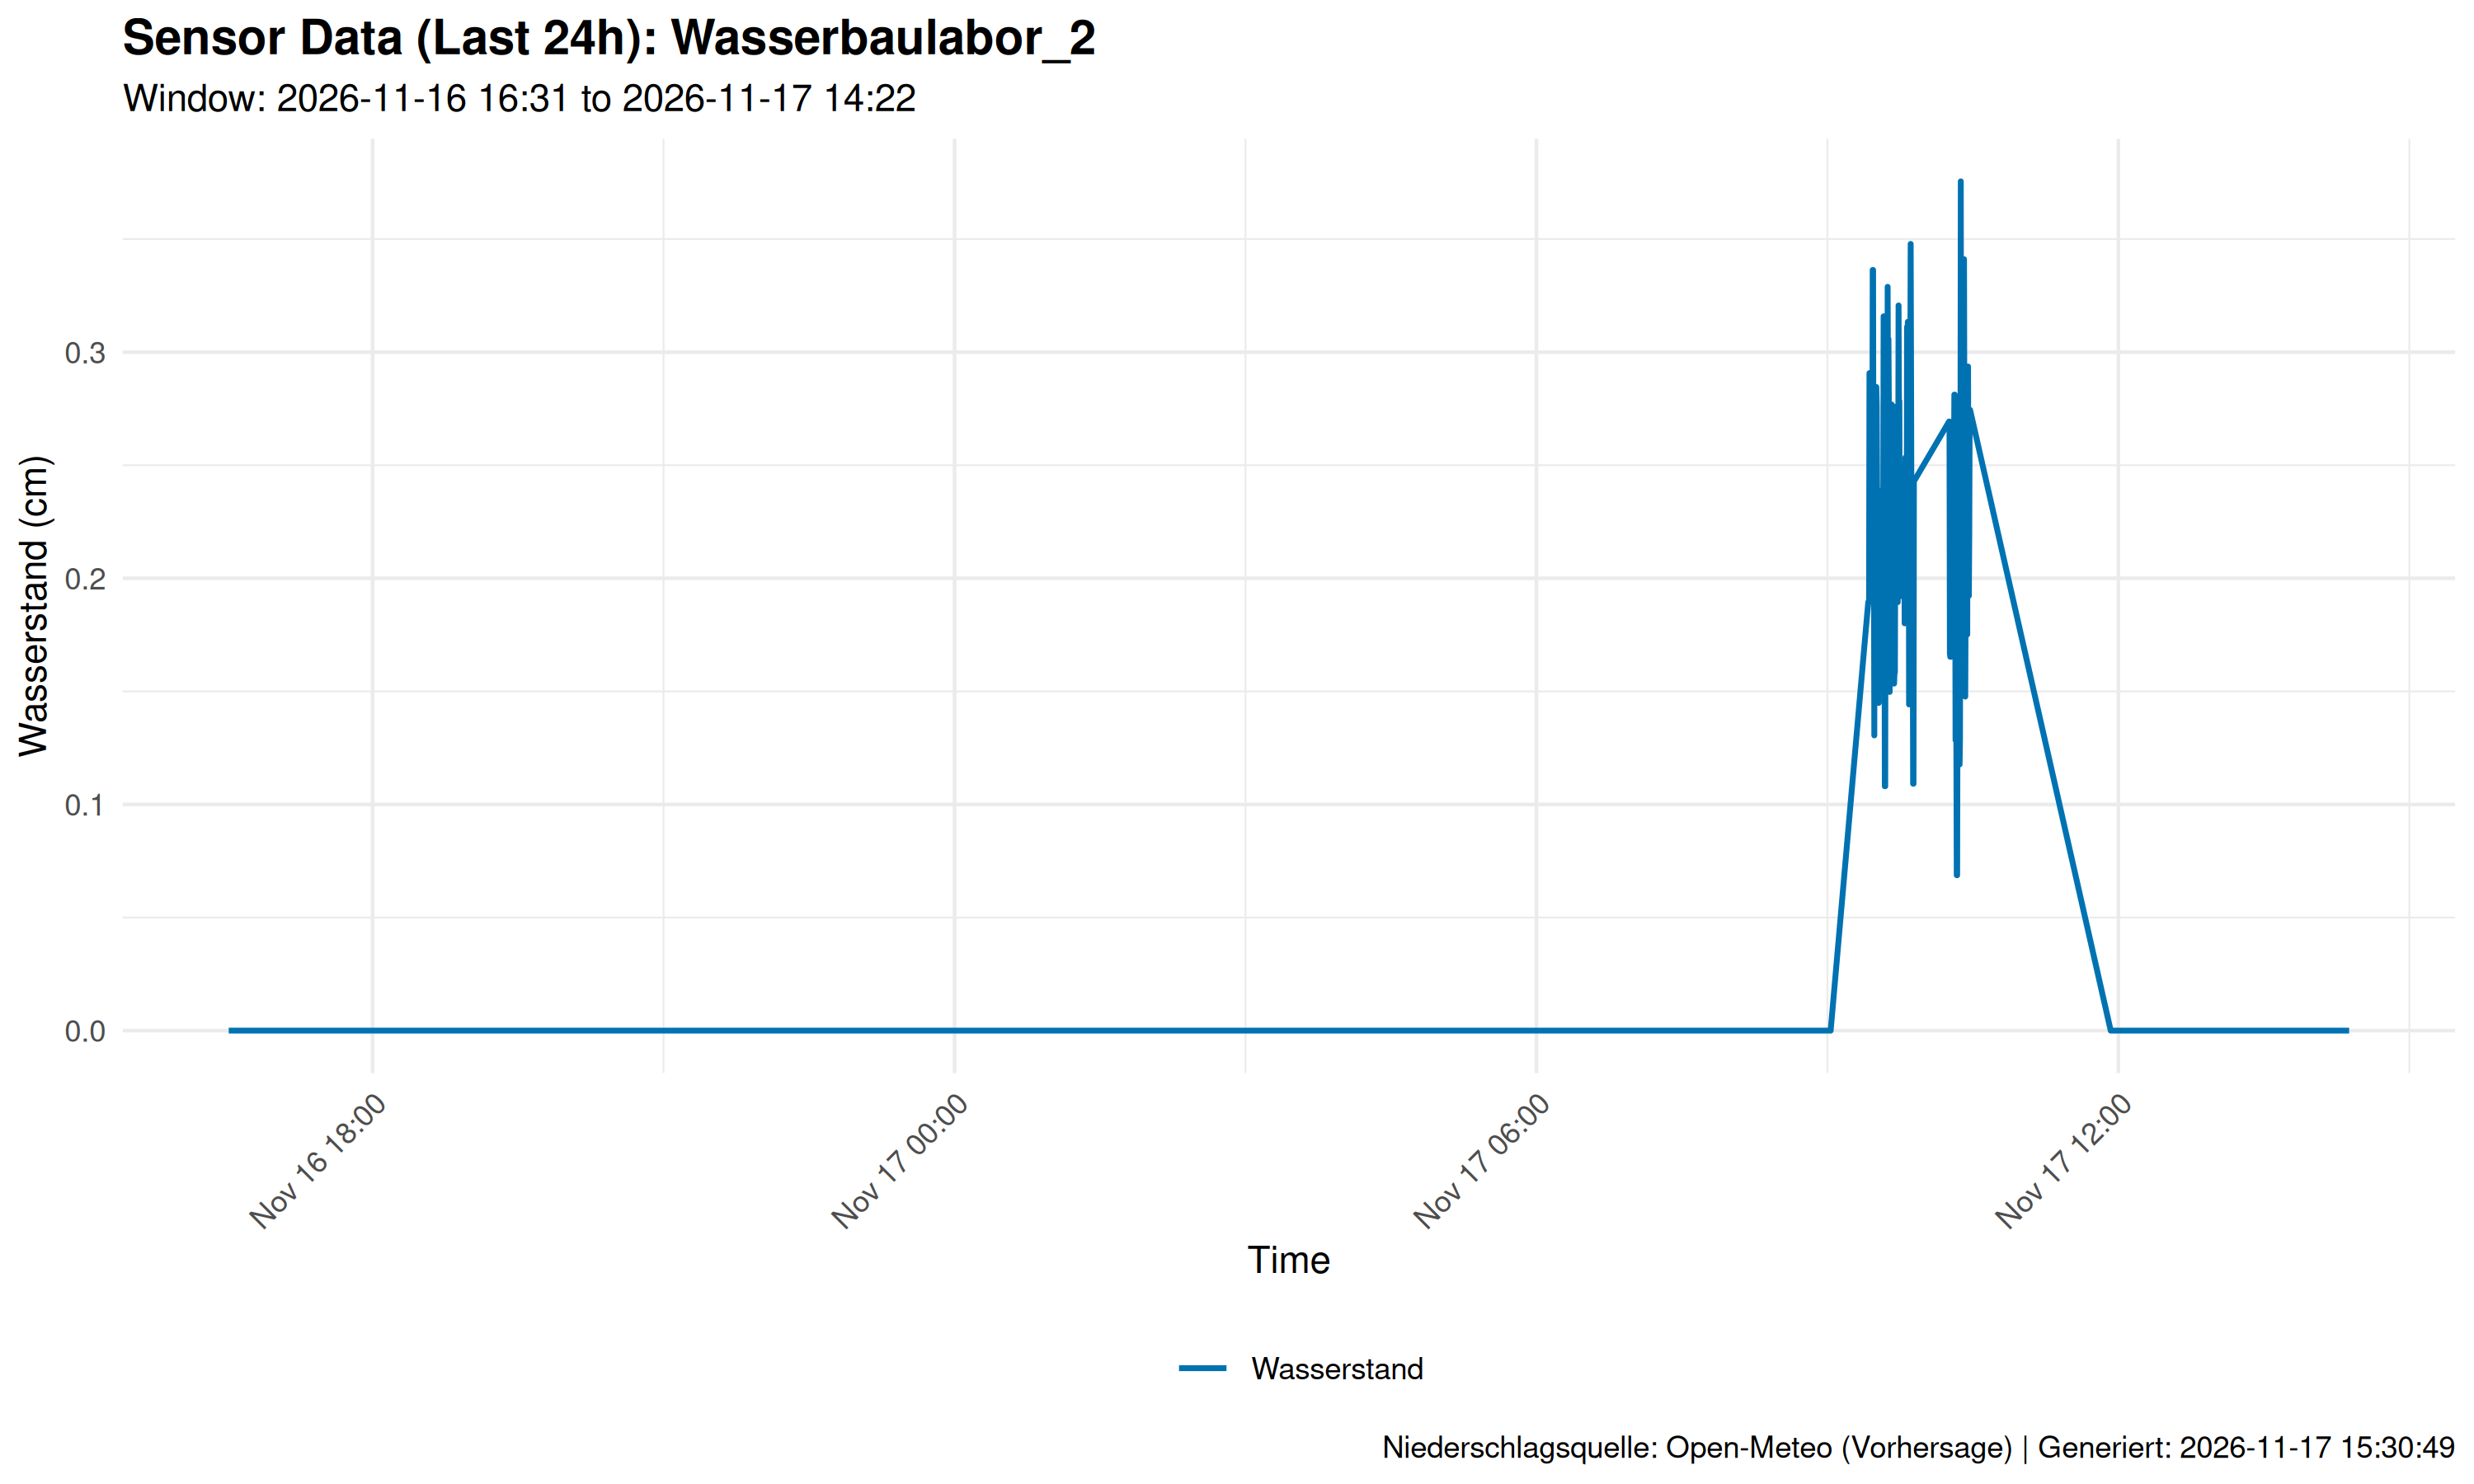 Sensor Data (Last 24h): Wasserbaulabor_2
Window: 2026-11-16 16:31 to 2026-11-17 14:22
Wasserstand (cm)
0.3
0.2
0.1
0.0
Nov 16 18:00
Nov 17 00:00
Nov 17 06:00
Nov 17 12:00
Time
Wasserstand
Niederschlagsquelle: Open-Meteo (Vorhersage) | Generiert: 2026-11-17 15:30:49